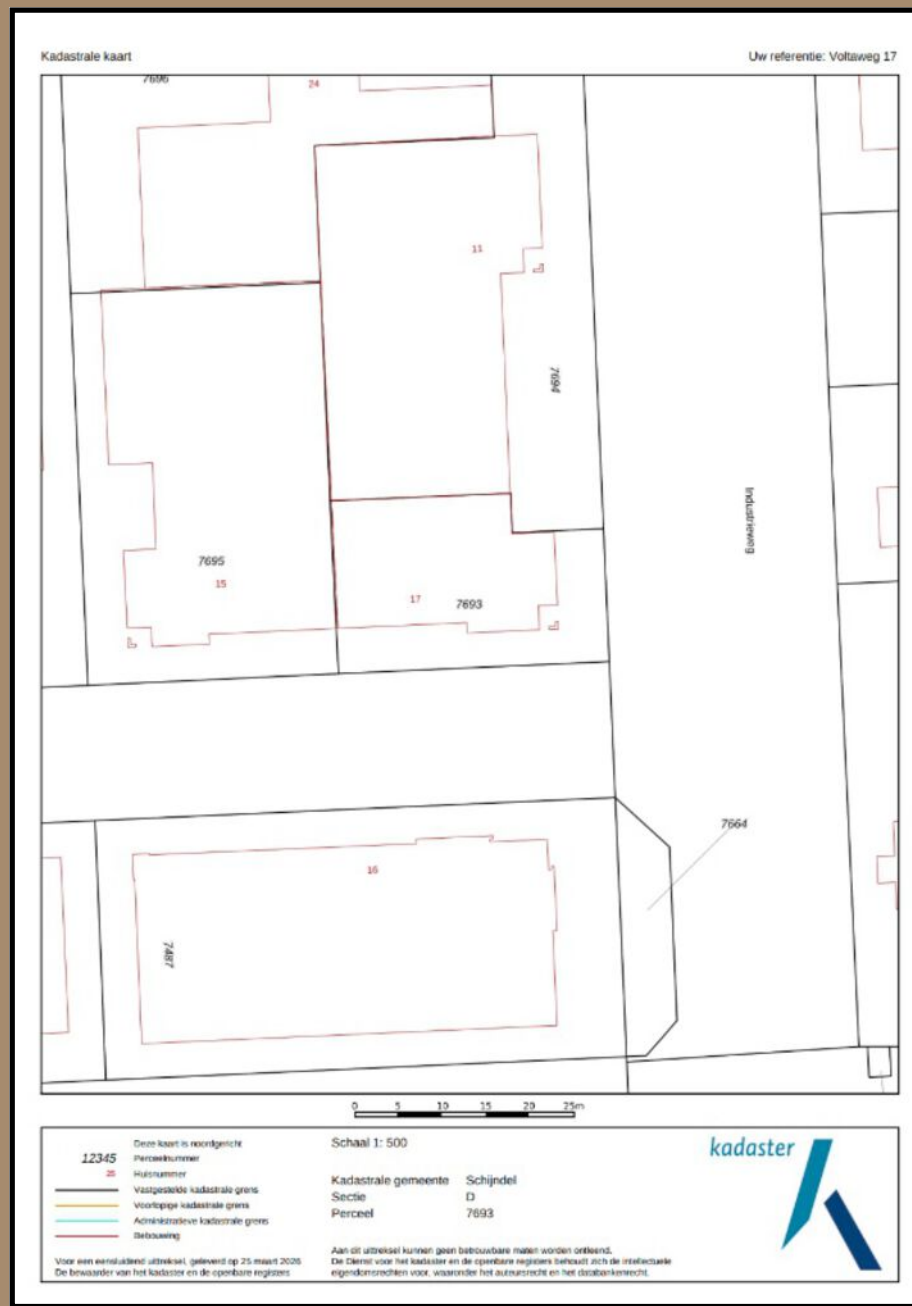 Kadastrale kaart
Uw referentie: Voltaweg 17
7696
24
11
7694
Industrieweg
7695
15
17
7693
7664
16
7487
0 5 10 15 20 25m
Deze kaart is noordgericht
12345 Perceelnummer
25 Huisnummer
Vastgestelde kadastrale grens
Voorlopige kadastrale grens
Administratieve kadastrale grens
Bebouwing
Voor een eensluidend uittreksel, geleverd op 25 maart 2026
De bewaarder van het kadaster en de openbare registers
Schaal 1: 500
Kadastrale gemeente Schijndel
Sectie D
Perceel 7693
Aan dit uittreksel kunnen geen betrouwbare maten worden ontleend.
De Dienst voor het kadaster en de openbare registers behoudt zich de intellectuele
eigendomsrechten voor, waaronder het auteursrecht en het databankenrecht.
kadaster